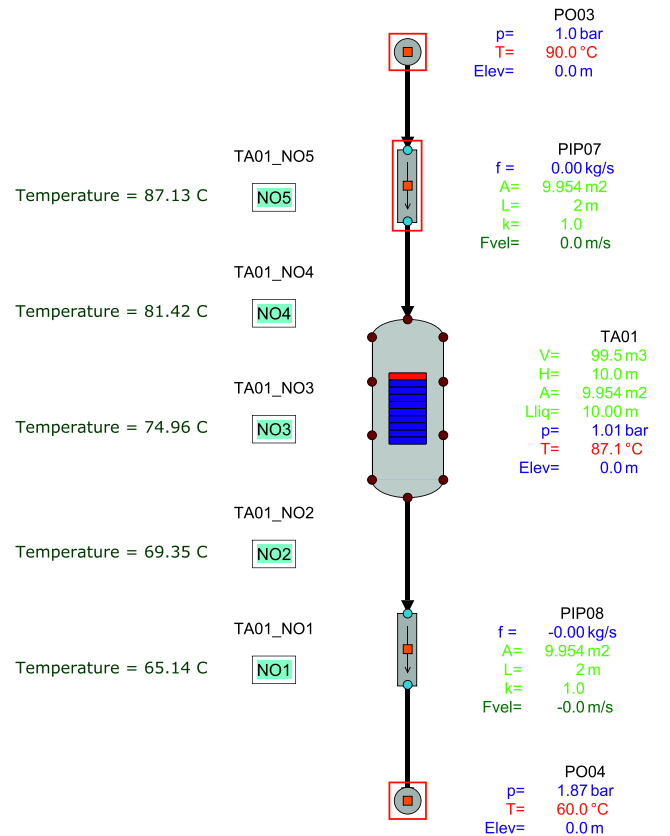 PO03
p= 1.0 bar
T= 90.0 °C
Elev= 0.0 m
TA01_NO5
Temperature = 87.13 C
NO5
PIP07
f = 0.00 kg/s
A= 9.954 m2
L= 2 m
k= 1.0
Fvel= 0.0 m/s
TA01_NO4
Temperature = 81.42 C
NO4
TA01_NO3
Temperature = 74.96 C
NO3
TA01
V= 99.5 m3
H= 10.0 m
A= 9.954 m2
Lliq= 10.00 m
p= 1.01 bar
T= 87.1 °C
Elev= 0.0 m
TA01_NO2
Temperature = 69.35 C
NO2
TA01_NO1
Temperature = 65.14 C
NO1
PIP08
f = -0.00 kg/s
A= 9.954 m2
L= 2 m
k= 1.0
Fvel= -0.0 m/s
PO04
p= 1.87 bar
T= 60.0 °C
Elev= 0.0 m